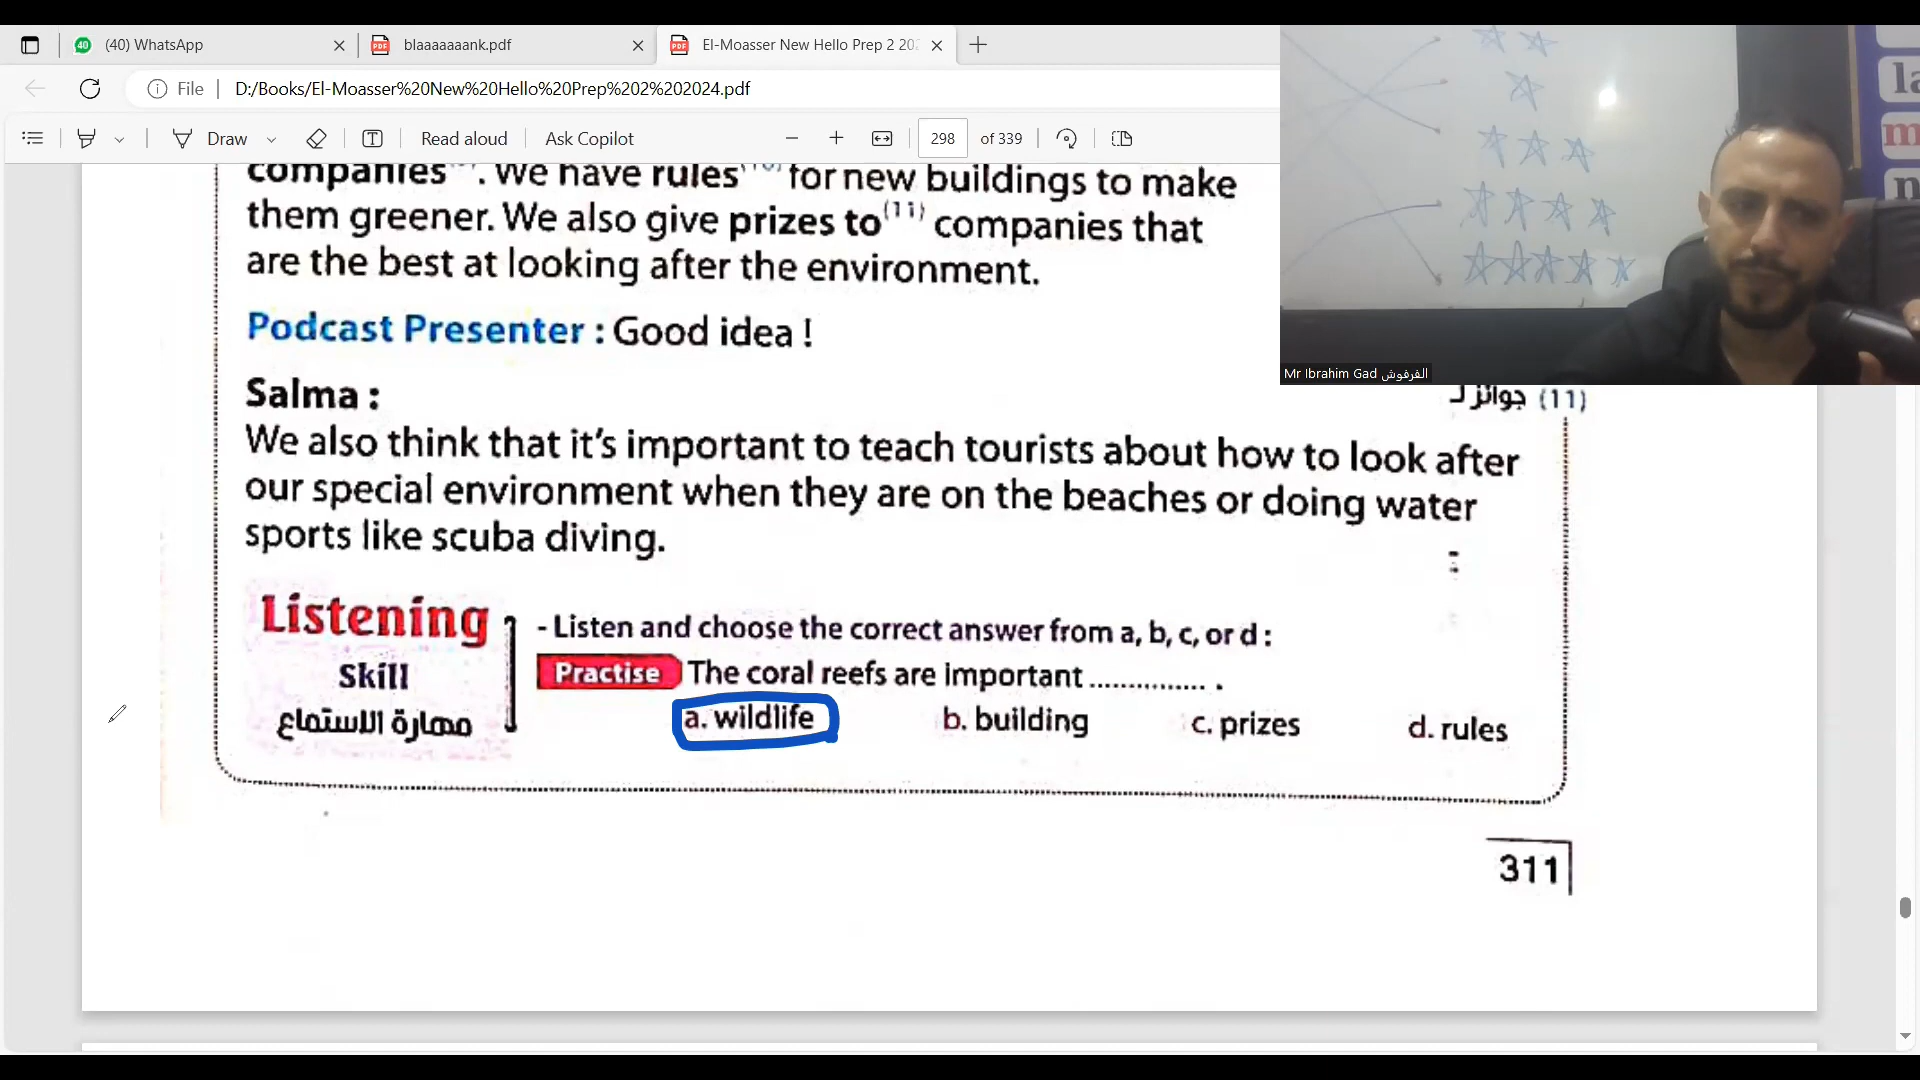 (40) WhatsApp
blaaaaaaank.pdf
El-Moasser New Hello Prep 2 202
File
D:/Books/El-Moasser%20New%20Hello%20Prep%202%202024.pdf
Draw
Read aloud
Ask Copilot
298 of 339
companies . We have rules(10) for new buildings to make
them greener. We also give prizes to(11) companies that
are the best at looking after the environment.
Podcast Presenter : Good idea !
Salma :
We also think that it's important to teach tourists about how to look after
our special environment when they are on the beaches or doing water
sports like scuba diving.
(11) جوائز لـ
Mr Ibrahim Gad الفرفوش
Listening
Skill
مهارة الاستماع
- Listen and choose the correct answer from a, b, c, or d :
Practise The coral reefs are important .............. .
a. wildlife b. building c. prizes d. rules
311
la
m
n